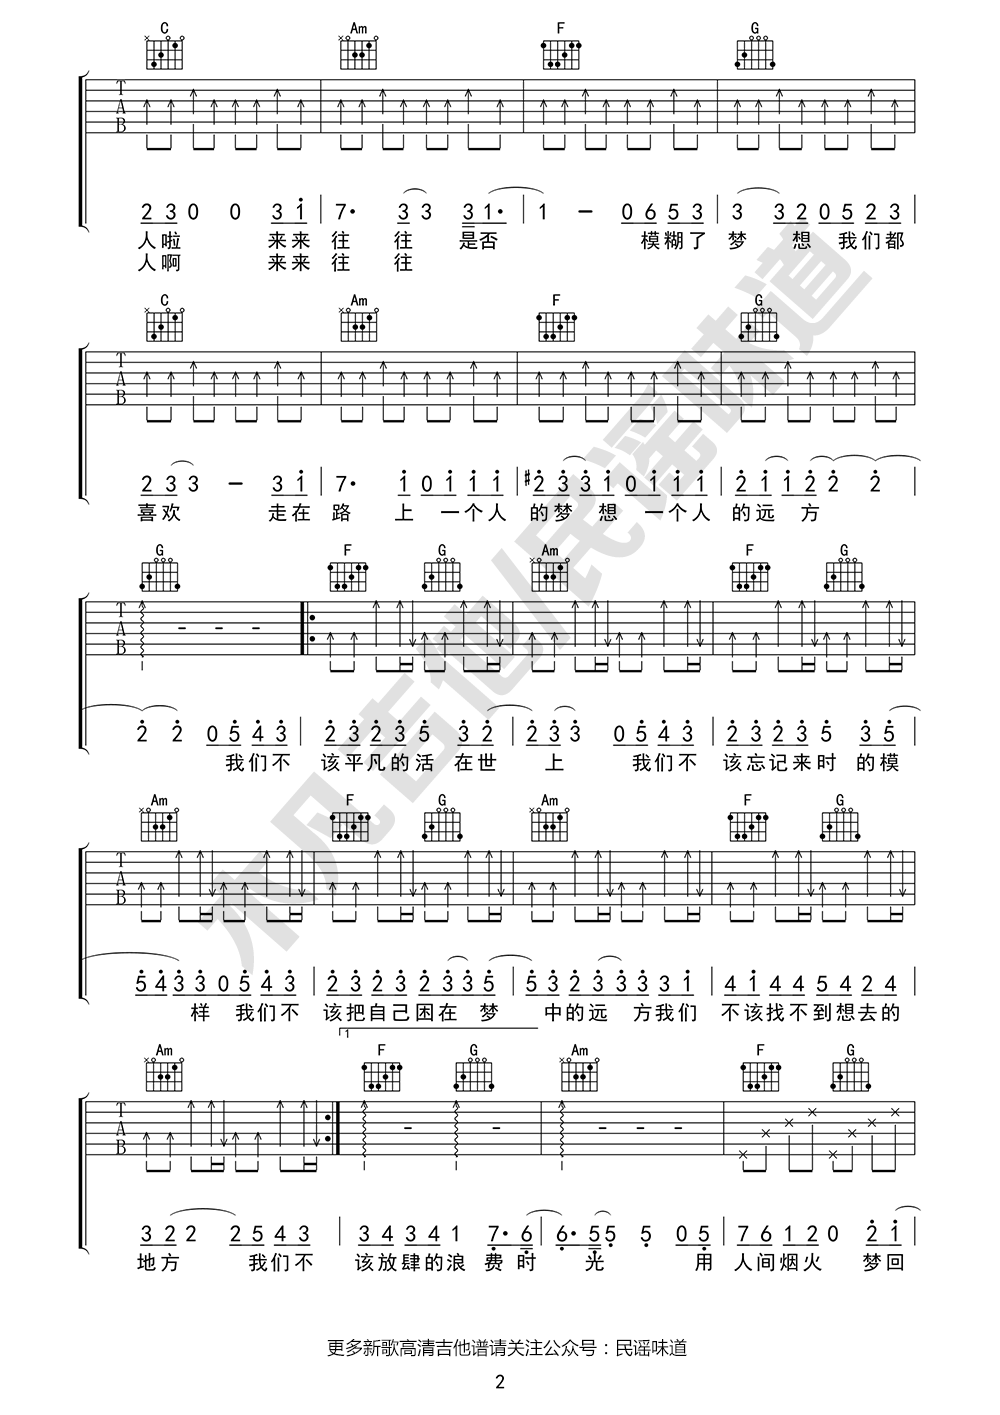 C Am F G
T A B
2 3 0 0 3 1 7· 3 3 3 1· 1 - 0 6 5 3 3 3 2 0 5 2 3
人啦 来来往 往 是否 模糊了 梦 想 我们都
人啊 来来往 往
C Am F G
T A B
2 3 3 - 3 1 7· 1 0 1 1 1 #2 3 3 1 0 1 1 1 2 1 1 2 2 2
喜欢 走在 路 上 一个人 的梦 想 一个人 的远 方
G F G Am F G
T A B
2 2 0 5 4 3 2 3 2 3 5 3 2 2 3 3 0 5 4 3 2 3 2 3 5 3 5
我们不 该平凡的活 在世 上 我们不 该忘记来时 的模
Am F G Am F G
T A B
5 4 3 3 0 5 4 3 2 3 2 3 2 3 3 5 5 3 2 3 3 3 1 4 1 4 5 4 2 4
样 我们不 该把自己困在 梦 中的远 方我们 不该找不到想去的
1
Am F G Am F G
T A B
3 2 2 5 4 3 3 4 3 4 1 7· 6 6· 5 5 5 0 5 7 6 1 2 0 2 1
地方 我们不 该放肆的浪 费时 光 用 人间烟火 梦回
木凡吉他/民谣味道
更多新歌高清吉他谱请关注公众号：民谣味道
2